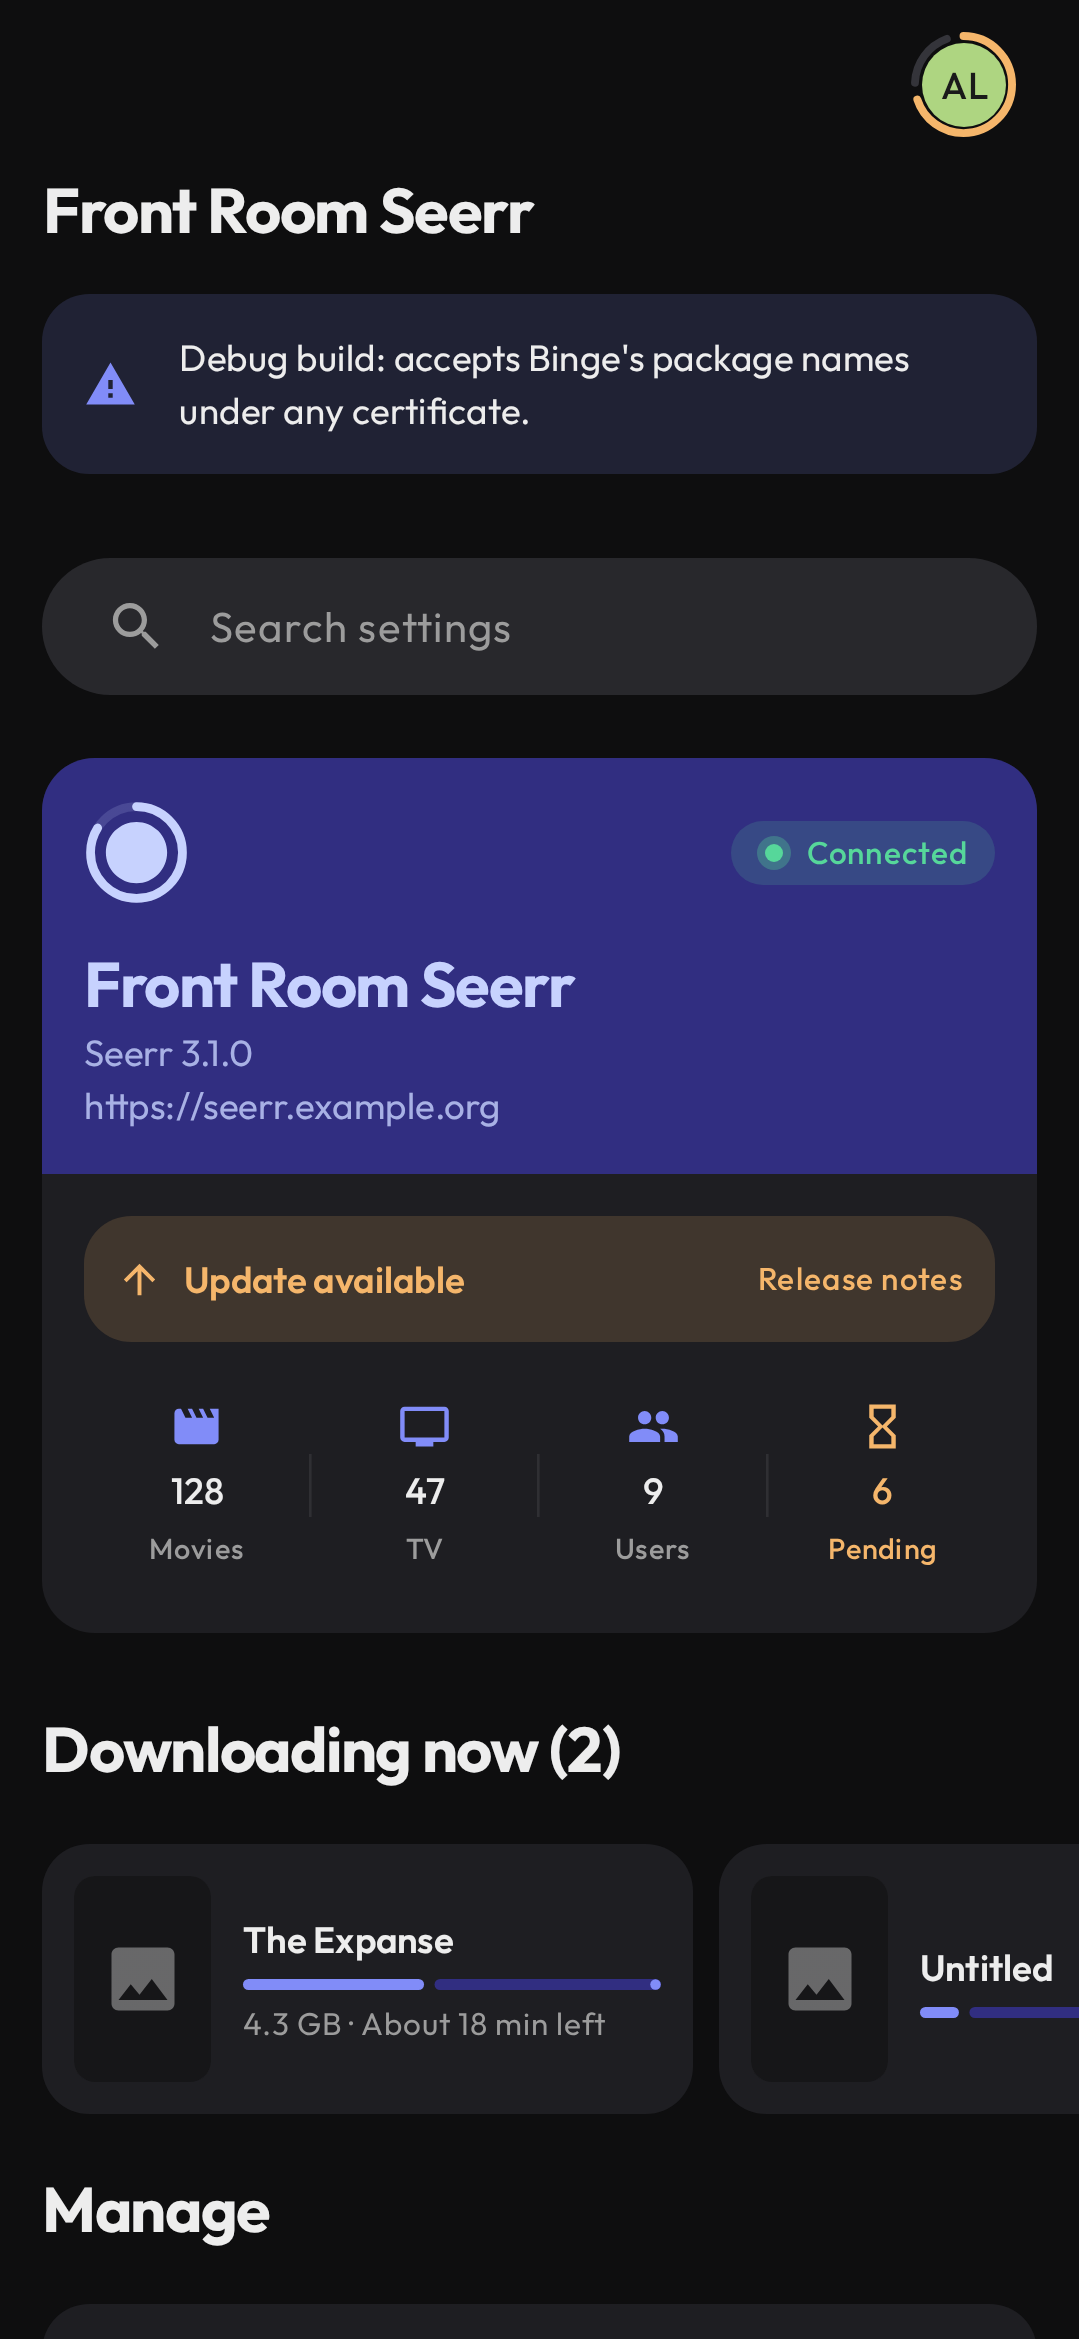 AL
Front Room Seerr
Debug build: accepts Binge's package names
under any certificate.
Search settings
Connected
Front Room Seerr
Seerr 3.1.0
https://seerr.example.org
Update available
Release notes
128
47
9
6
Movies
TV
Users
Pending
Downloading now (2)
The Expanse
4.3 GB · About 18 min left
Untitled
Manage